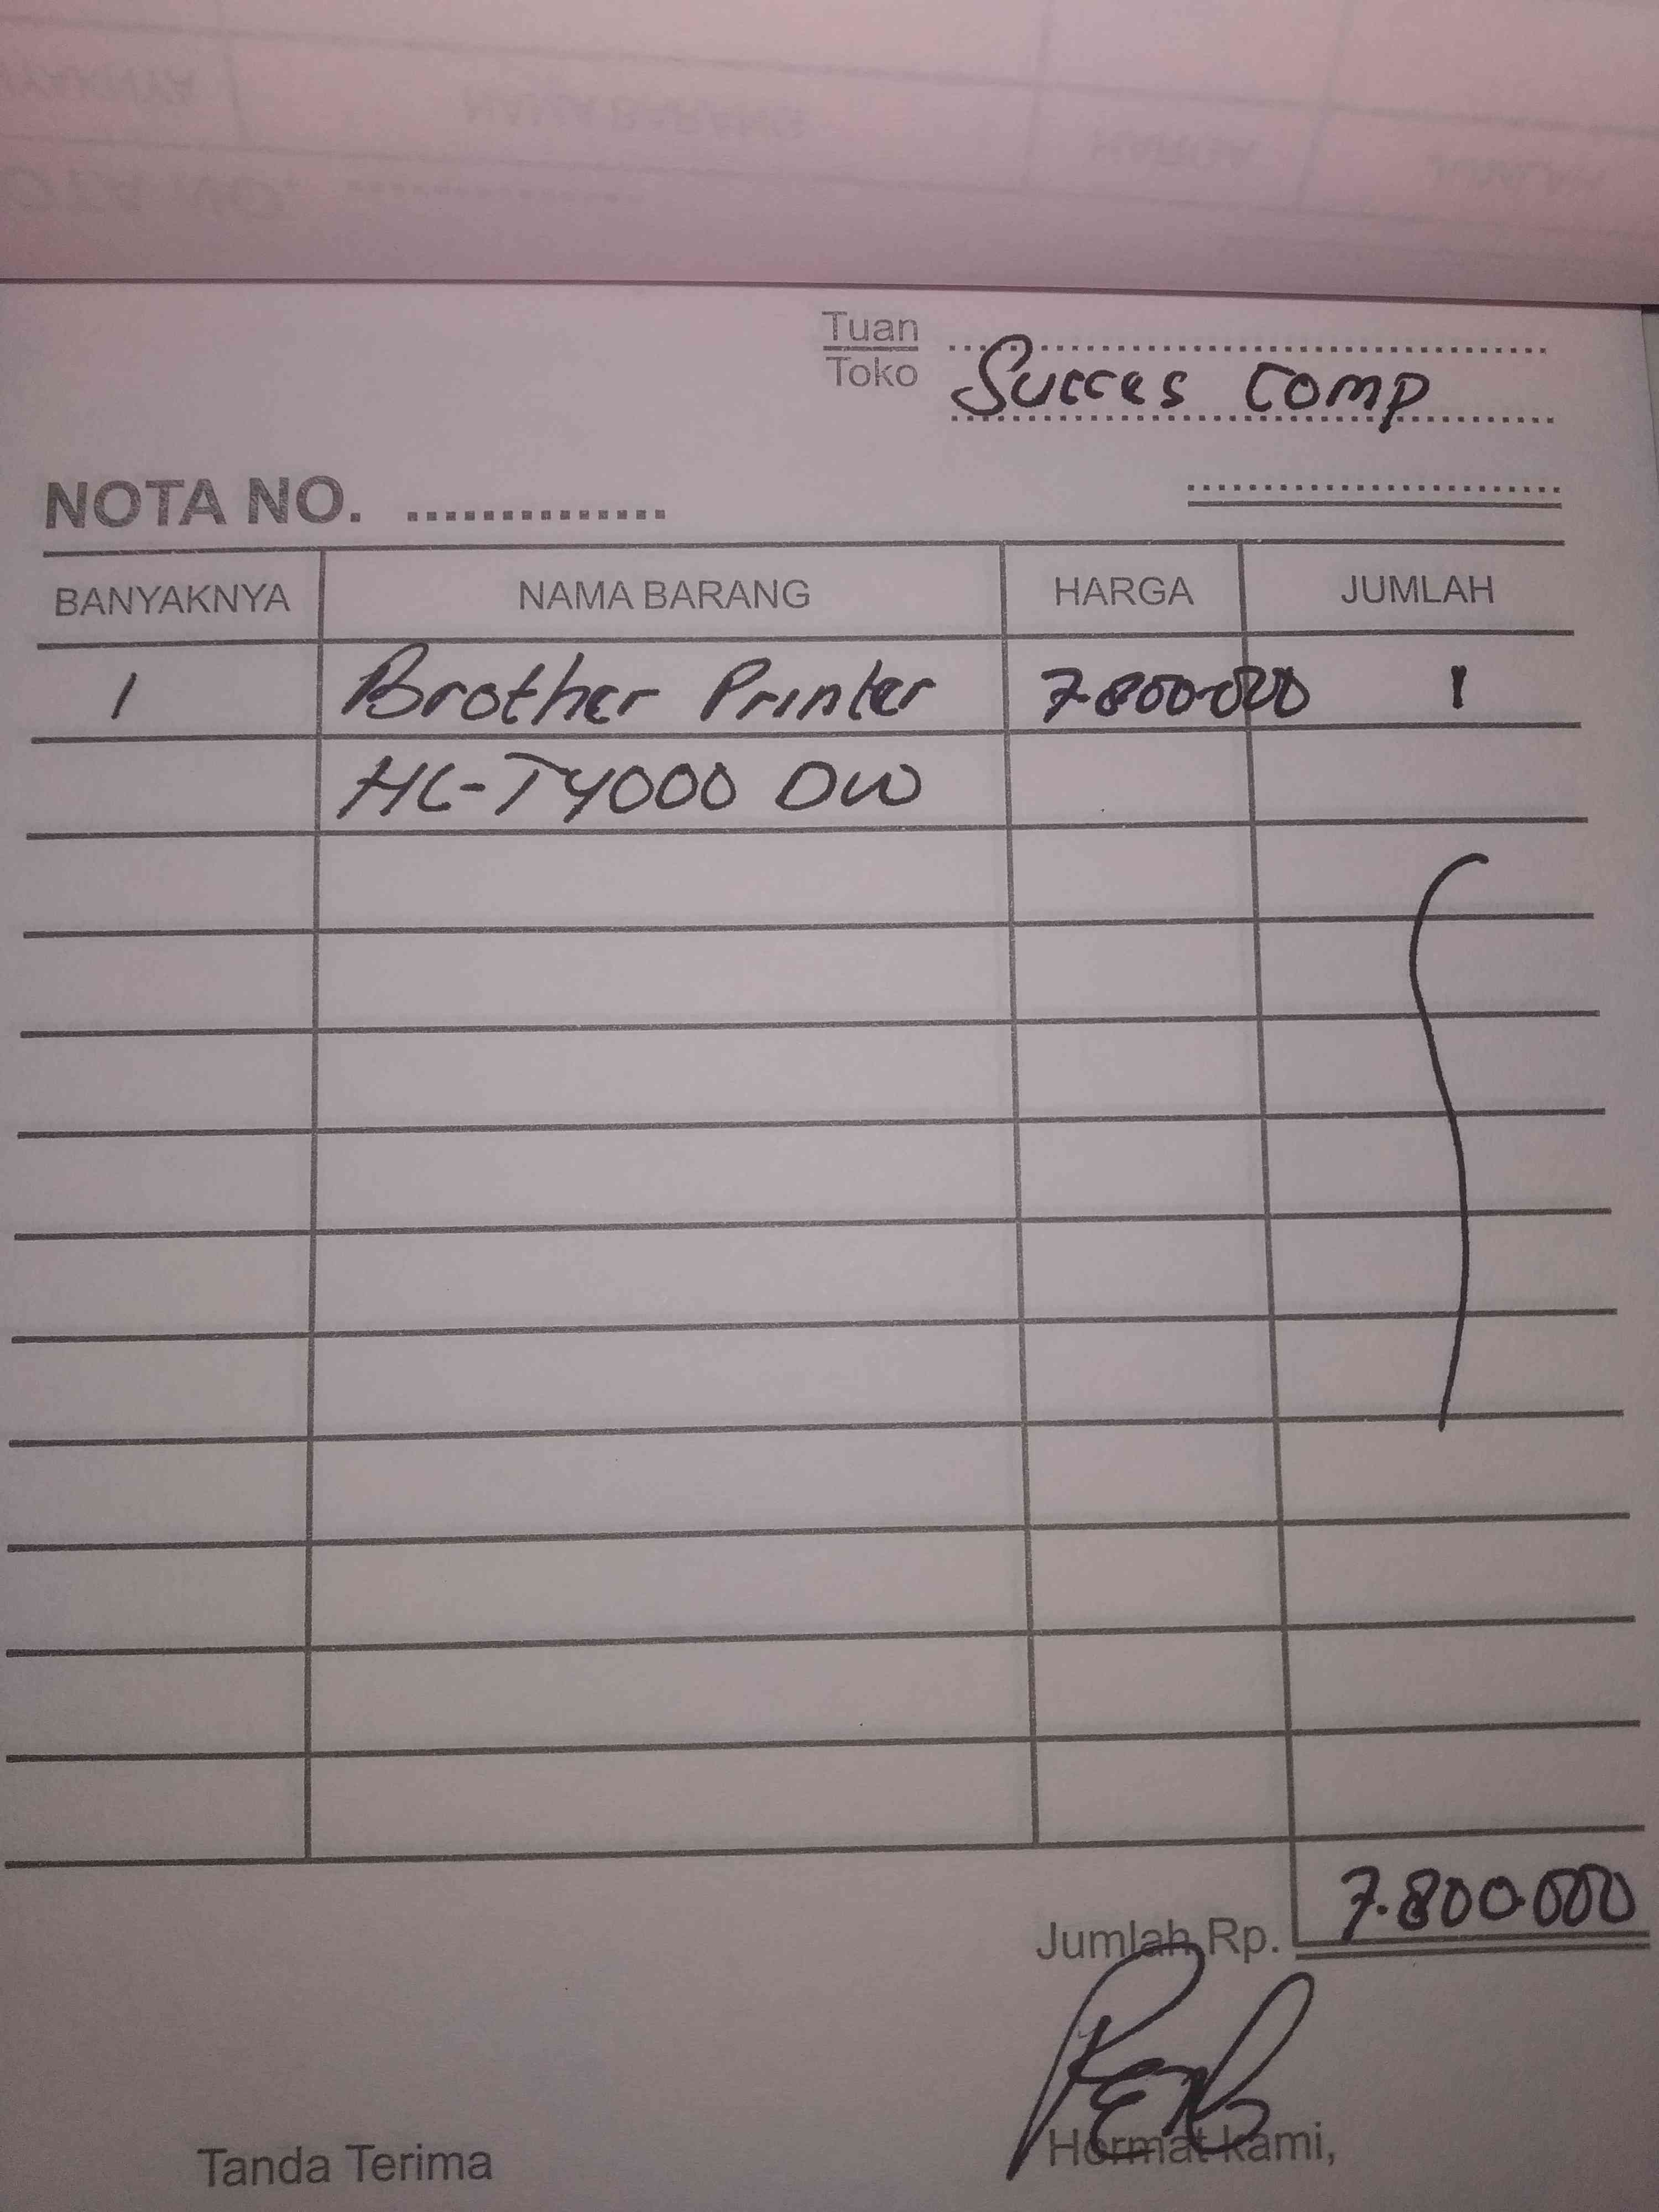 Tuan
Toko Succes Comp
NOTA NO. ...............
BANYAKNYA NAMA BARANG HARGA JUMLAH
1 Brother Printer 7.800.000 1
HL-T4000 DW
Jumlah Rp. 7.800.000
Tanda Terima Hormat kami,